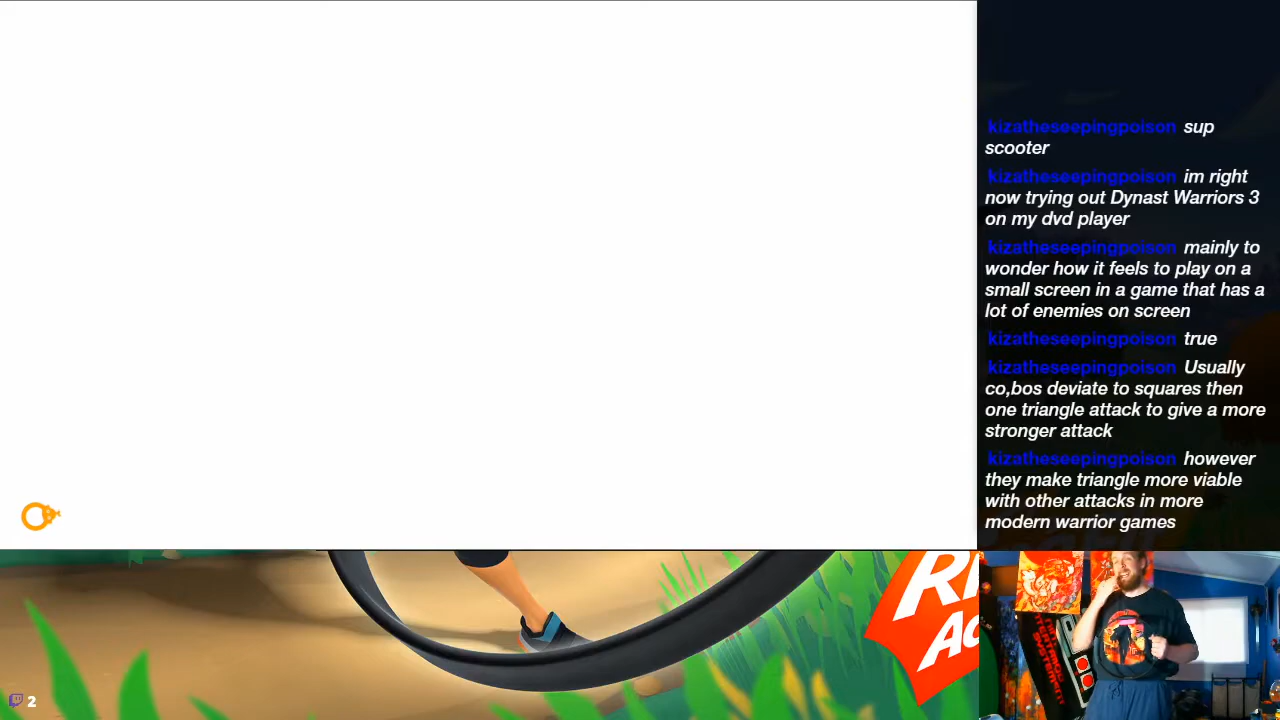 kizatheseepingpoison sup
scooter
kizatheseepingpoison im right
now trying out Dynast Warriors 3
on my dvd player
kizatheseepingpoison mainly to
wonder how it feels to play on a
small screen in a game that has a
lot of enemies on screen
kizatheseepingpoison true
kizatheseepingpoison Usually
co,bos deviate to squares then
one triangle attack to give a more
stronger attack
kizatheseepingpoison however
they make triangle more viable
with other attacks in more
modern warrior games
2